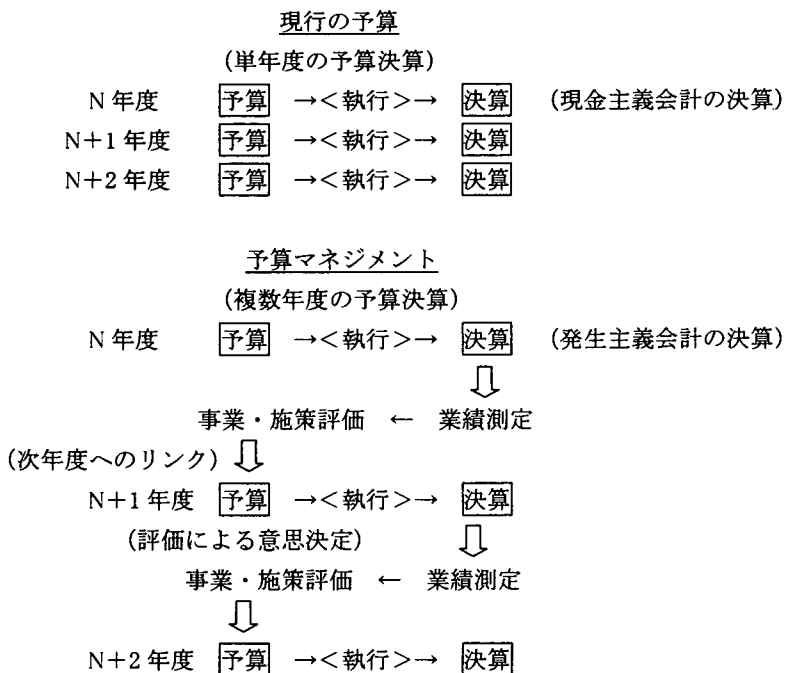 現行の予算
(単年度の予算決算)
N年度 予算 →<執行>→ 決算 (現金主義会計の決算)
N+1年度 予算 →<執行>→ 決算
N+2年度 予算 →<執行>→ 決算
予算マネジメント
(複数年度の予算決算)
N年度 予算 →<執行>→ 決算 (発生主義会計の決算)
事業・施策評価 ← 業績測定
(次年度へのリンク)
N+1年度 予算 →<執行>→ 決算
(評価による意思決定)
事業・施策評価 ← 業績測定
N+2年度 予算 →<執行>→ 決算